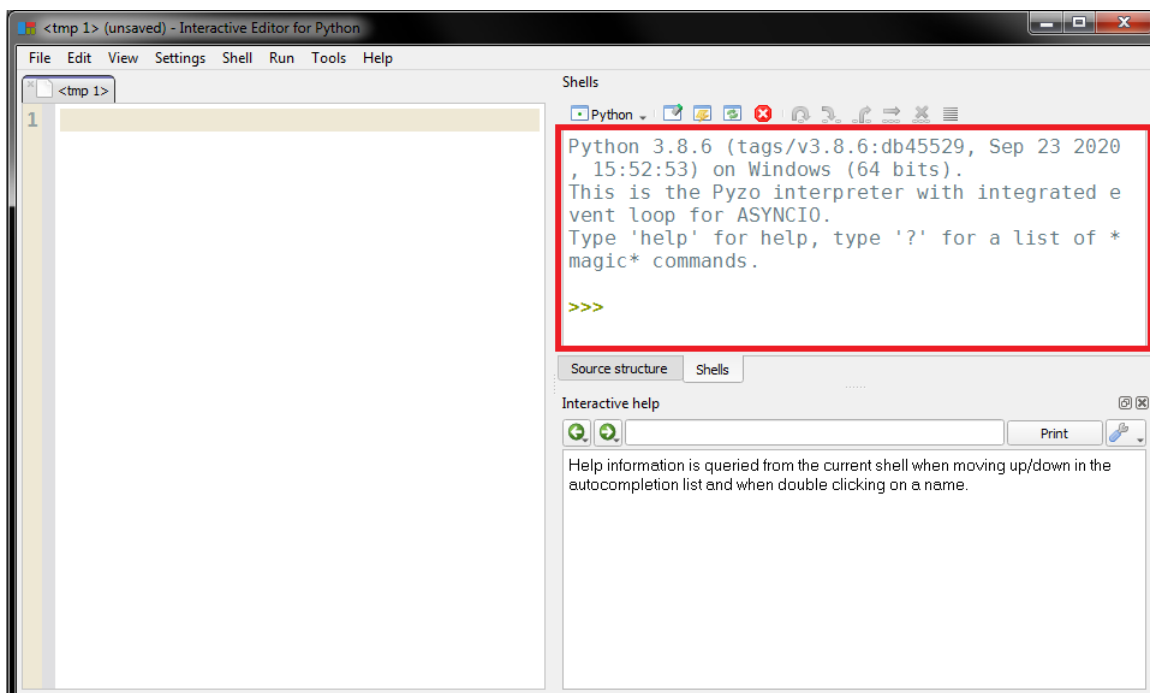 <tmp 1> (unsaved) - Interactive Editor for Python
File Edit View Settings Shell Run Tools Help
<tmp 1>
1
Shells
Python
Python 3.8.6 (tags/v3.8.6:db45529, Sep 23 2020
, 15:52:53) on Windows (64 bits).
This is the Pyzo interpreter with integrated e
vent loop for ASYNCIO.
Type 'help' for help, type '?' for a list of *
magic* commands.
>>>
Source structure Shells
Interactive help
Print
Help information is queried from the current shell when moving up/down in the
autocompletion list and when double clicking on a name.